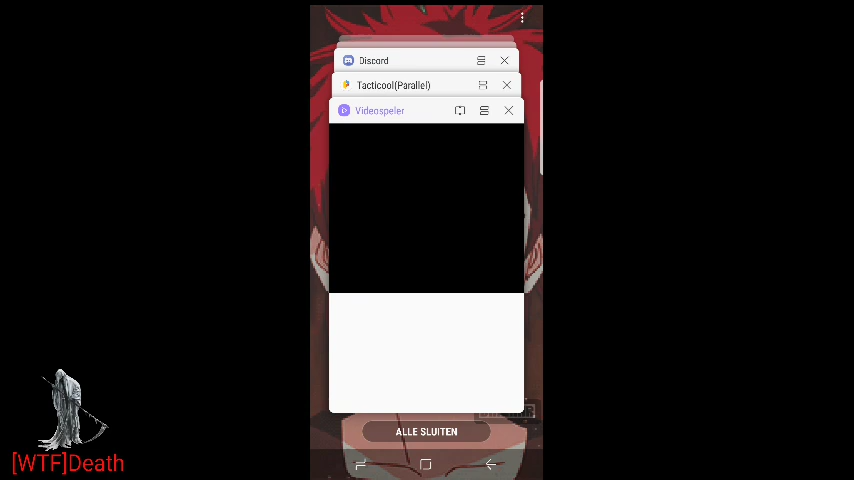 Discord
Tacticool(Parallel)
Videospeler
ALLE SLUITEN
[WTF]Death